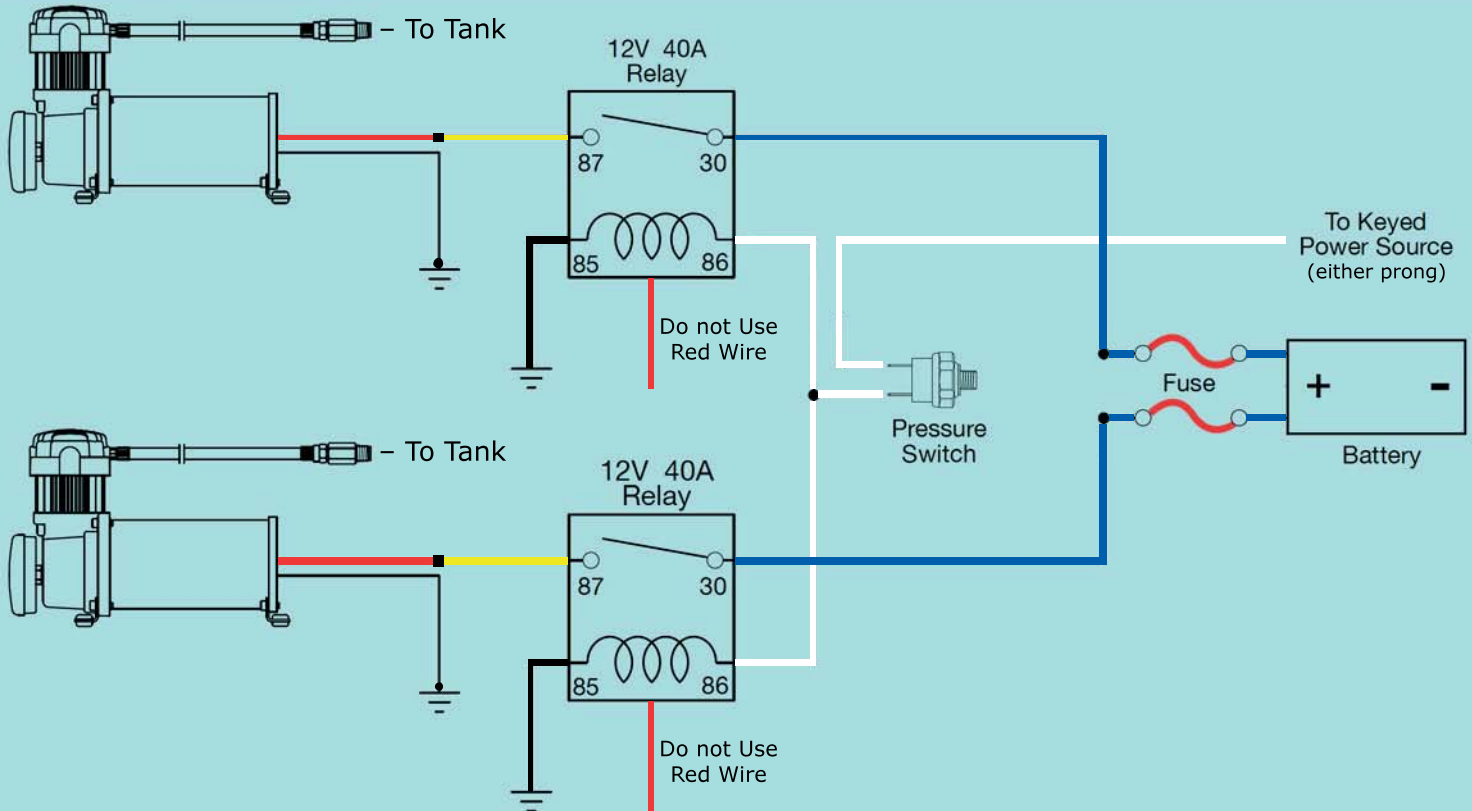 – To Tank
12V 40A
Relay
87
30
85
86
Do not Use
Red Wire
To Keyed
Power Source
(either prong)
Pressure
Switch
Fuse
+
-
Battery
– To Tank
12V 40A
Relay
87
30
85
86
Do not Use
Red Wire